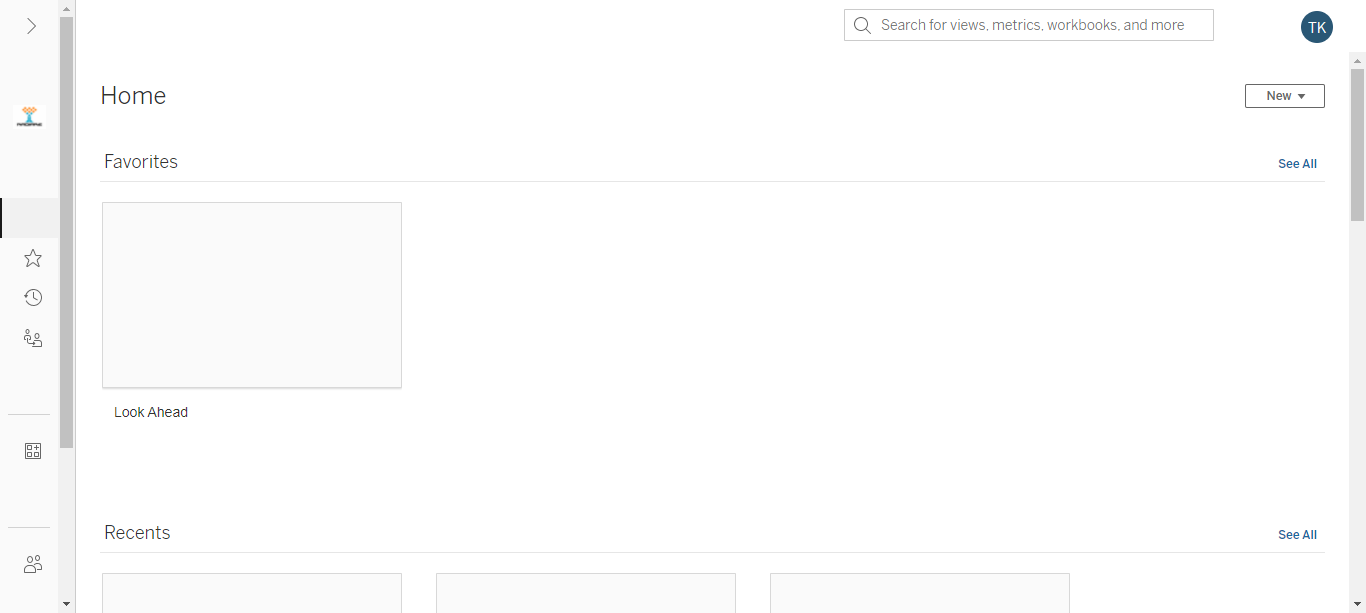 Search for views, metrics, workbooks, and more
TK
Home
New
Favorites
See All
Look Ahead
Recents
See All